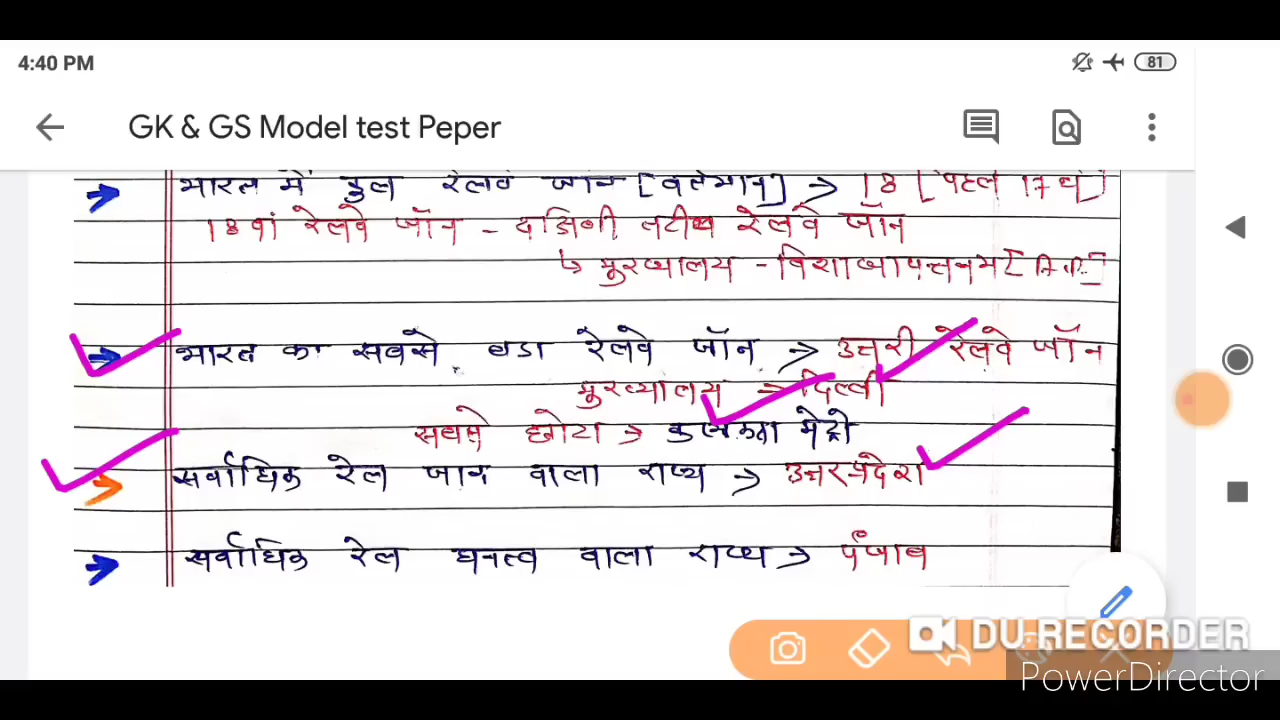 4:40 PM
81
GK & GS Model test Peper
भारत में कुल रेलवे जोन [वर्तमान] → 18 [पहले 17 थे]
18वां रेलवे जॉन - दक्षिणी तटीय रेलवे जॉन
↳ मुख्यालय - विशाखापत्तनम [A.P.]
→ भारत का सबसे बडा रेलवे जॉन → उत्तरी रेलवे जॉन
मुख्यालय → दिल्ली
सबसे छोटा → कलकत्ता मेट्रो
→ सर्वाधिक रेल जाल वाला राज्य → उत्तरप्रदेश
→ सर्वाधिक रेल घनत्व वाला राज्य → पंजाब
DU RECORDER
PowerDirector